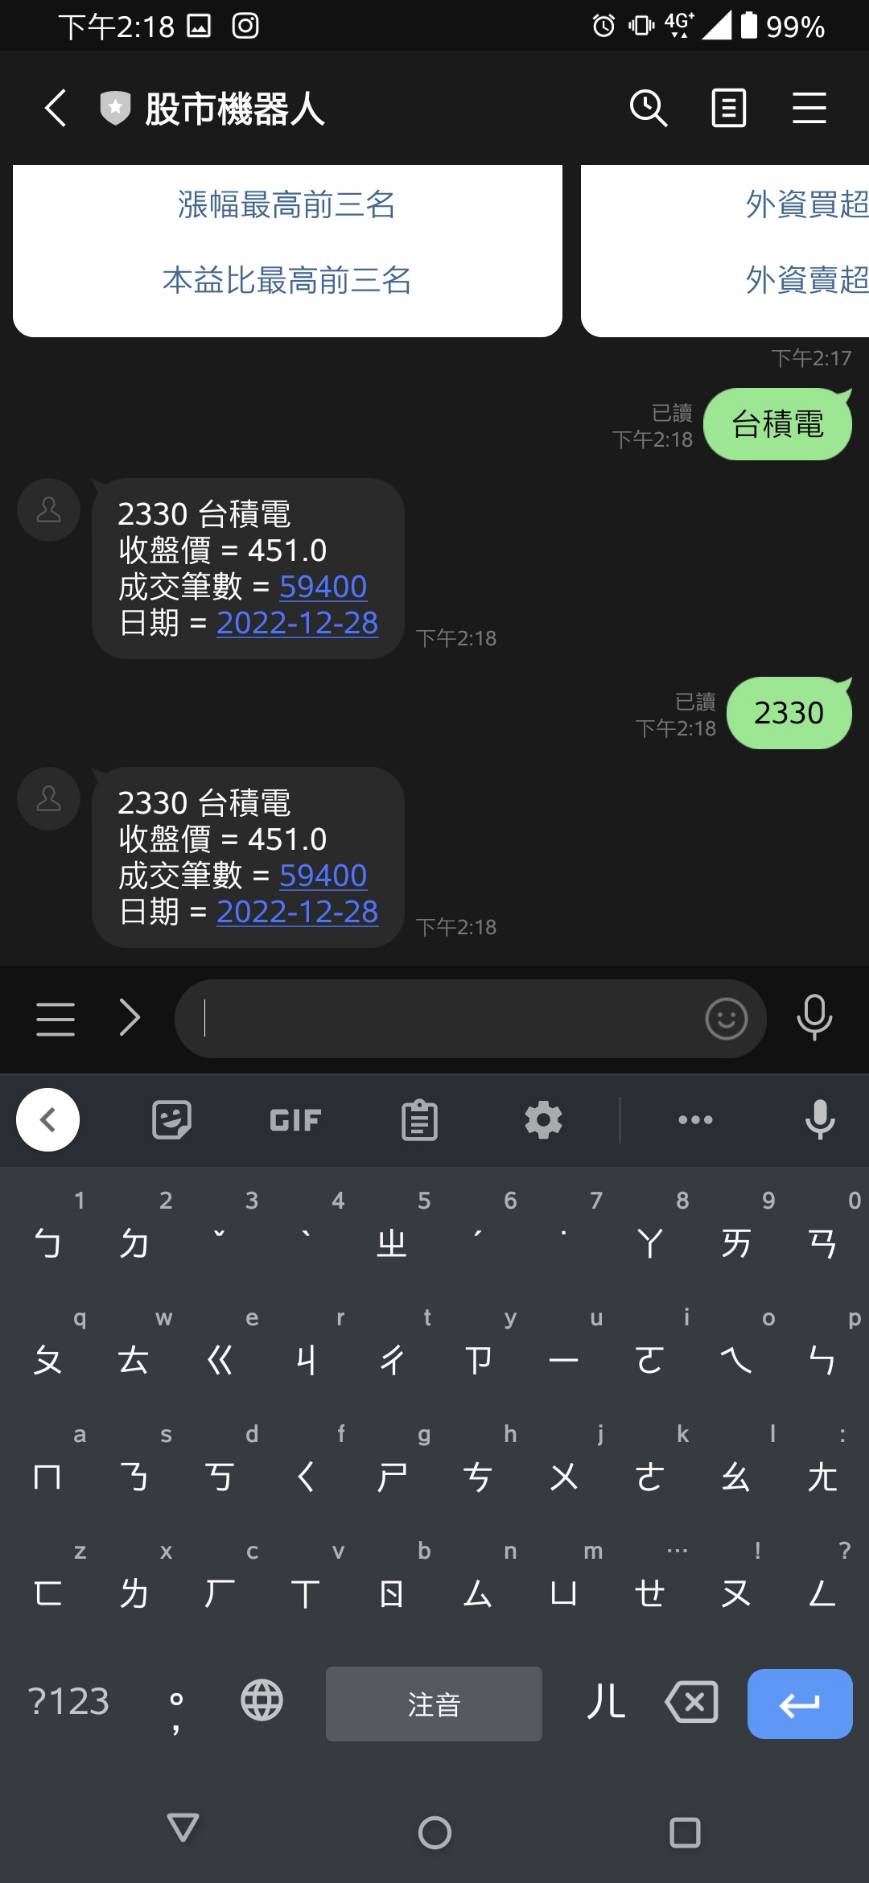 下午2:18
4G+
99%
股市機器人
漲幅最高前三名
外資買超
本益比最高前三名
外資賣超
下午2:17
已讀
下午2:18
台積電
2330 台積電
收盤價 = 451.0
成交筆數 = 59400
日期 = 2022-12-28
下午2:18
已讀
下午2:18
2330
2330 台積電
收盤價 = 451.0
成交筆數 = 59400
日期 = 2022-12-28
下午2:18
GIF
1 2 3 4 5 6 7 8 9 0
ㄅ ㄉ ˇ ˋ ㄓ ˊ ˙ ㄚ ㄞ ㄢ
q w e r t y u i o p
ㄆ ㄊ ㄍ ㄐ ㄔ ㄗ ㄧ ㄛ ㄟ ㄣ
a s d f g h j k l :
ㄇ ㄋ ㄎ ㄑ ㄕ ㄘ ㄨ ㄜ ㄠ ㄤ
z x c v b n m … ! ?
ㄈ ㄌ ㄏ ㄒ ㄖ ㄙ ㄩ ㄝ ㄡ ㄥ
?123 °, 注音 ㄦ